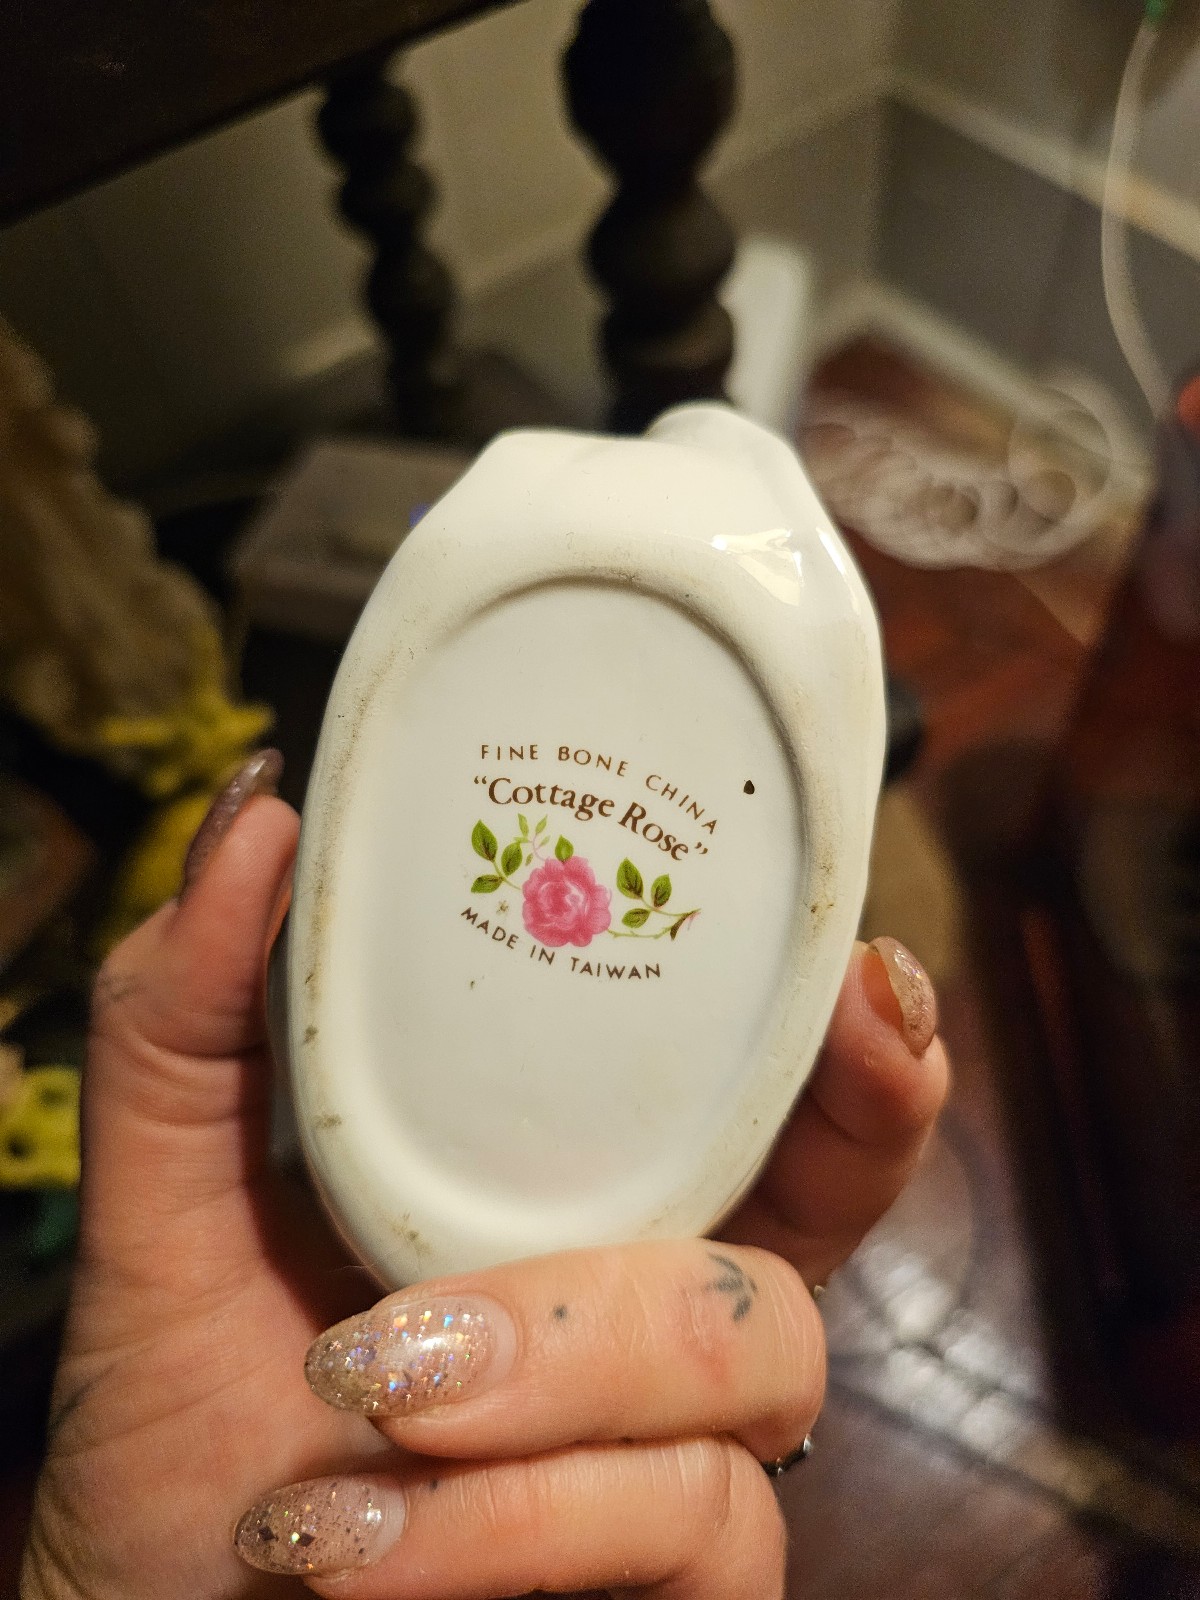 FINE BONE CHINA
“Cottage Rose”
MADE IN TAIWAN